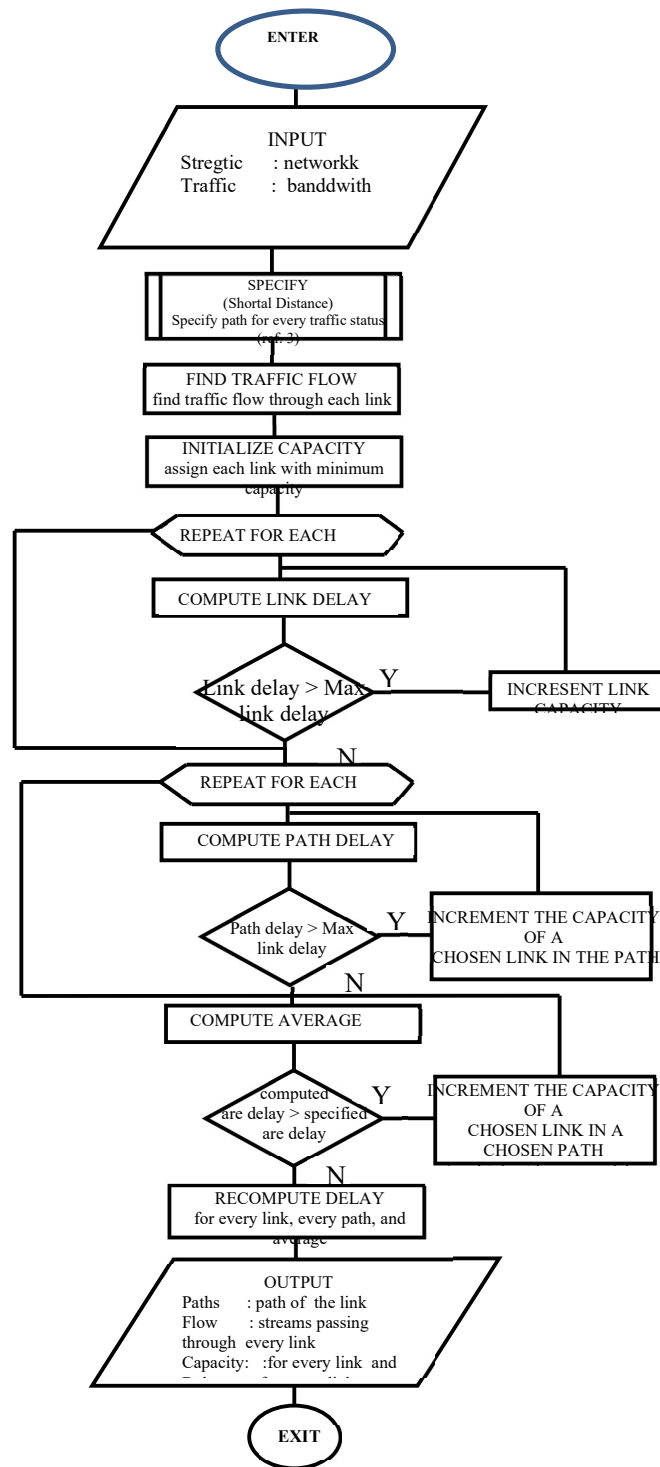 ENTER
INPUT
Stregtic : networkk
Traffic : banddwith
SPECIFY
(Shortal Distance)
Specify path for every traffic status
(ref. 3)
FIND TRAFFIC FLOW
find traffic flow through each link
INITIALIZE CAPACITY
assign each link with minimum
capacity
REPEAT FOR EACH
COMPUTE LINK DELAY
Link delay > Max
link delay
Y
INCRESENT LINK
CAPACITY
N
REPEAT FOR EACH
COMPUTE PATH DELAY
Path delay > Max
link delay
Y
INCREMENT THE CAPACITY
OF A
CHOSEN LINK IN THE PATH
N
COMPUTE AVERAGE
computed
are delay > specified
are delay
Y
INCREMENT THE CAPACITY
OF A
CHOSEN LINK IN A
CHOSEN PATH
N
RECOMPUTE DELAY
for every link, every path, and
average
OUTPUT
Paths : path of the link
Flow : streams passing
through every link
Capacity: :for every link and
EXIT